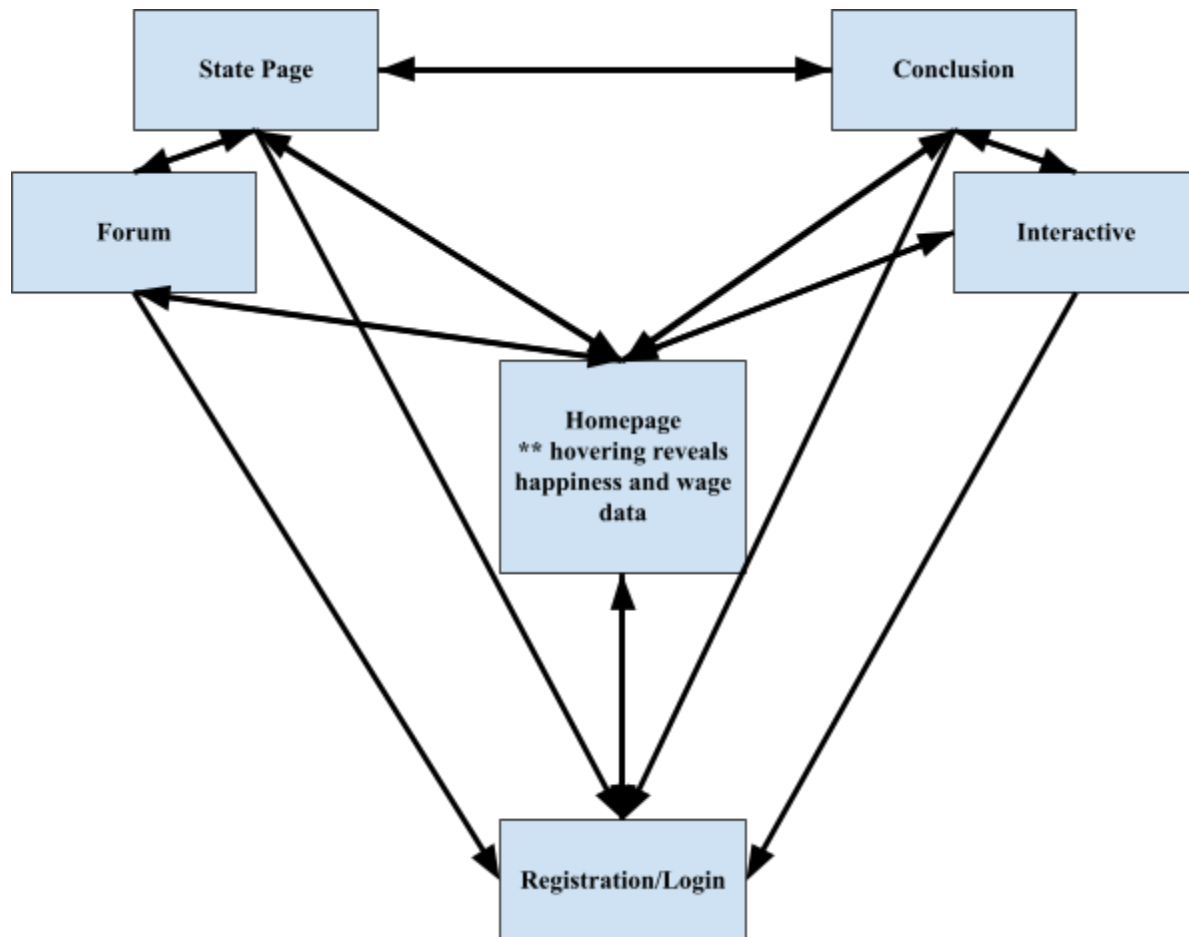 State Page
Conclusion
Forum
Interactive
Homepage
** hovering reveals
happiness and wage
data
Registration/Login